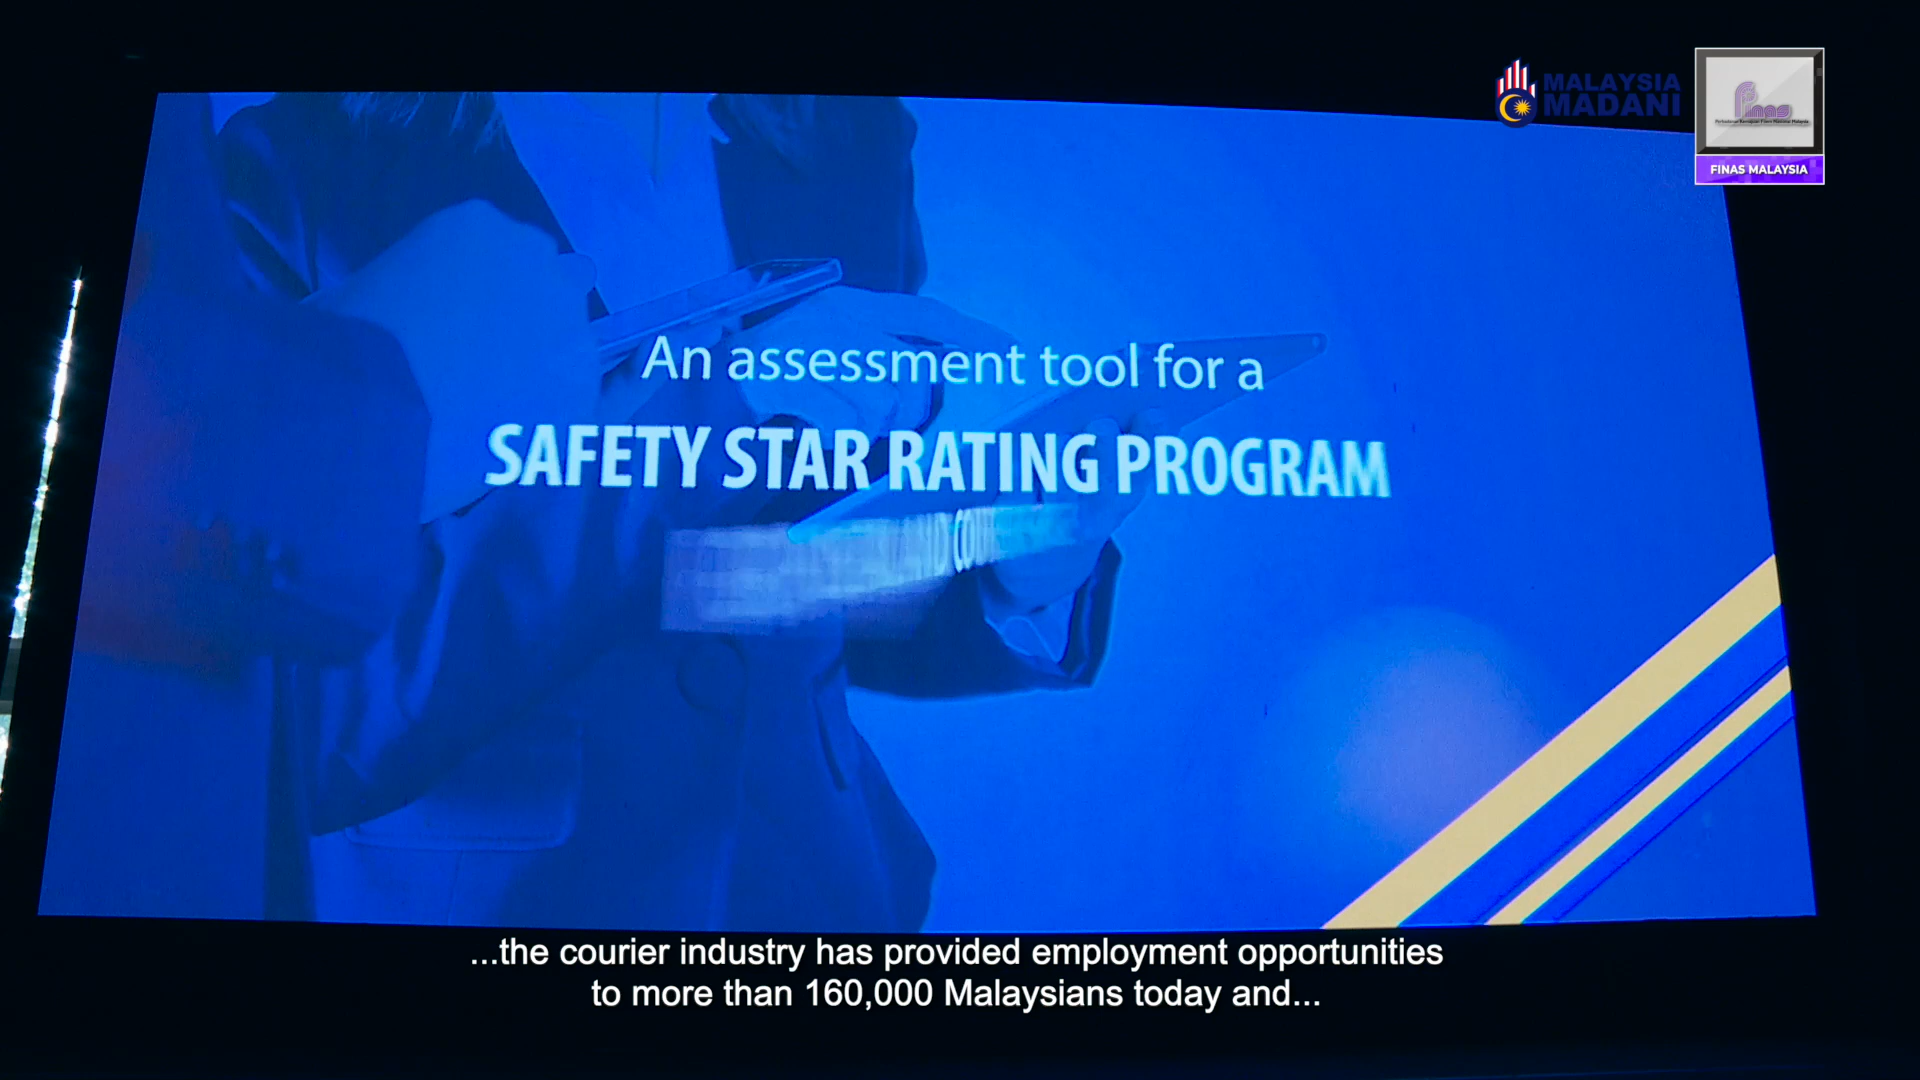 MALAYSIA
MADANI
finas
FINAS MALAYSIA
An assessment tool for a
SAFETY STAR RATING PROGRAM
...the courier industry has provided employment opportunities
to more than 160,000 Malaysians today and...